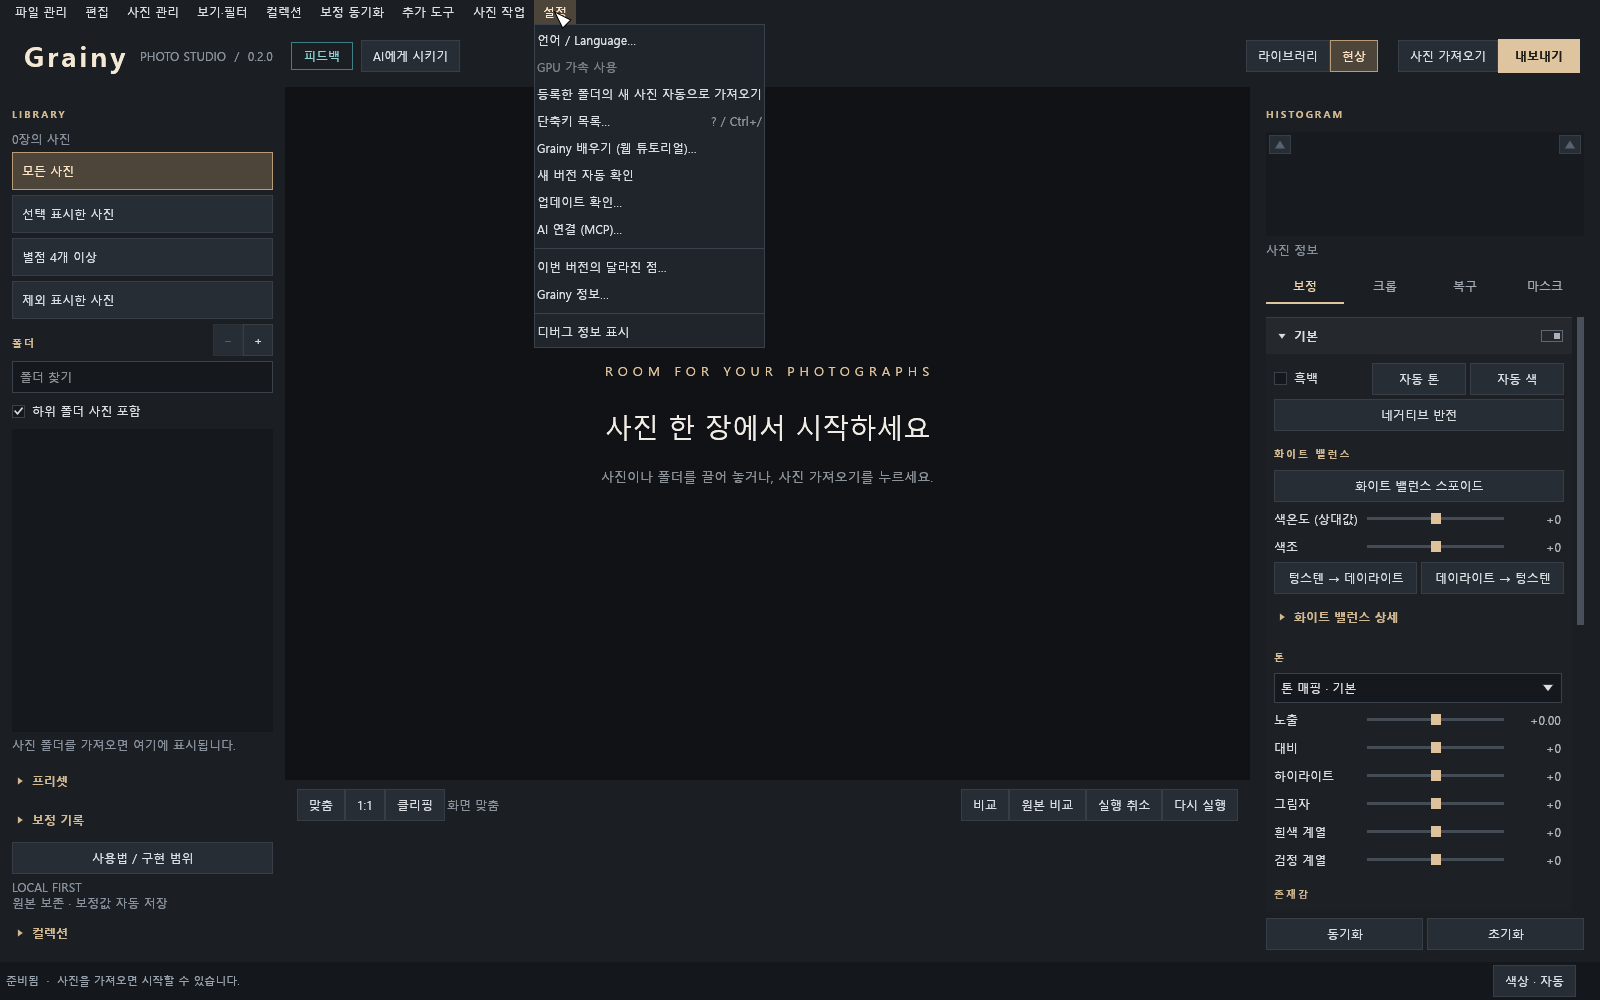 파일 관리 편집 사진 관리 보기·필터 컬렉션 보정 동기화 추가 도구 사진 작업 설정
Grainy PHOTO STUDIO / 0.2.0 피드백 AI에게 시키기 라이브러리 현상 사진 가져오기 내보내기
언어 / Language...
GPU 가속 사용
등록한 폴더의 새 사진 자동으로 가져오기
단축키 목록... ? / Ctrl+/
Grainy 배우기 (웹 튜토리얼)...
새 버전 자동 확인
업데이트 확인...
AI 연결 (MCP)...
이번 버전의 달라진 점...
Grainy 정보...
디버그 정보 표시
LIBRARY
0장의 사진
모든 사진
선택 표시한 사진
별점 4개 이상
제외 표시한 사진
폴더 − +
폴더 찾기
하위 폴더 사진 포함
사진 폴더를 가져오면 여기에 표시됩니다.
프리셋
보정 기록
사용법 / 구현 범위
LOCAL FIRST
원본 보존 · 보정값 자동 저장
컬렉션
ROOM FOR YOUR PHOTOGRAPHS
사진 한 장에서 시작하세요
사진이나 폴더를 끌어 놓거나, 사진 가져오기를 누르세요.
맞춤 1:1 클리핑 화면 맞춤 비교 원본 비교 실행 취소 다시 실행
HISTOGRAM
사진 정보
보정 크롭 복구 마스크
기본
흑백 자동 톤 자동 색
네거티브 반전
화이트 밸런스
화이트 밸런스 스포이드
색온도 (상대값) +0
색조 +0
텅스텐 → 데이라이트 데이라이트 → 텅스텐
화이트 밸런스 상세
톤
톤 매핑 · 기본
노출 +0.00
대비 +0
하이라이트 +0
그림자 +0
흰색 계열 +0
검정 계열 +0
존재감
동기화 초기화
준비됨 · 사진을 가져오면 시작할 수 있습니다. 색상 · 자동